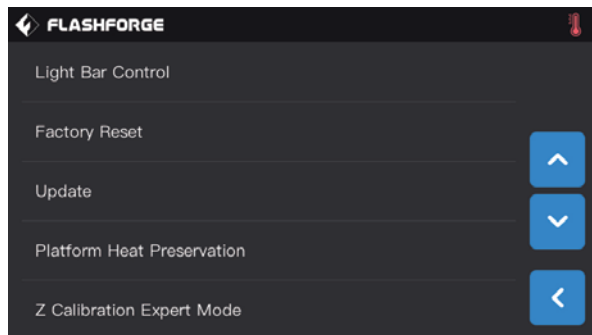 FLASHFORGE
Light Bar Control
Factory Reset
Update
Platform Heat Preservation
Z Calibration Expert Mode